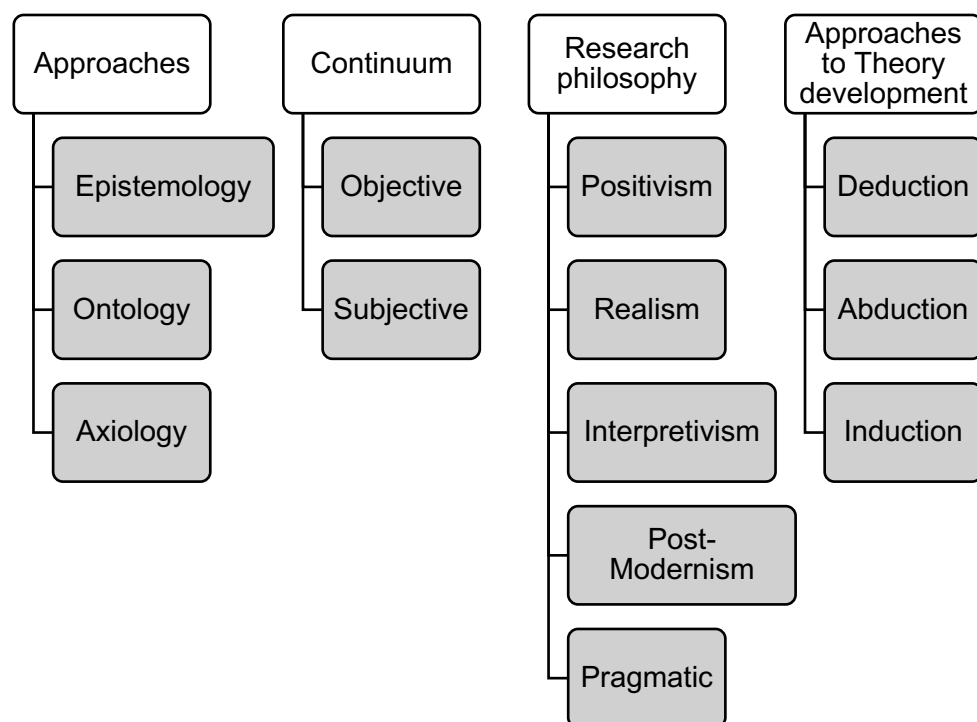 Approaches
Epistemology
Ontology
Axiology
Continuum
Objective
Subjective
Research
philosophy
Positivism
Realism
Interpretivism
Post-
Modernism
Pragmatic
Approaches
to Theory
development
Deduction
Abduction
Induction